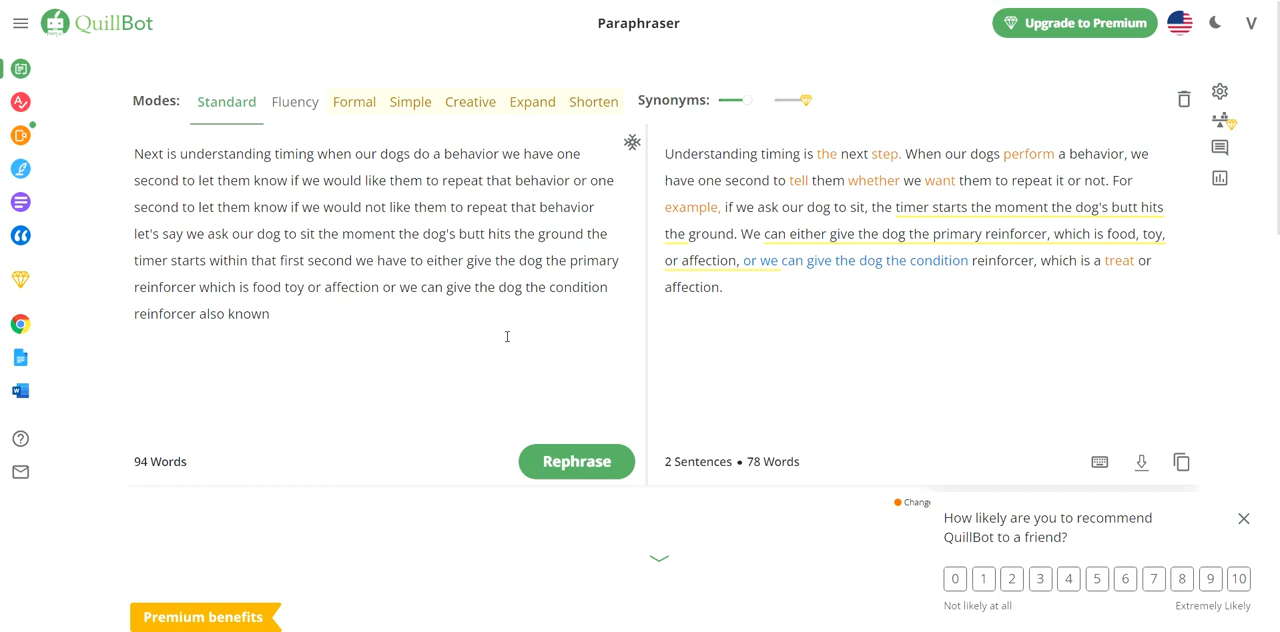 QuillBot
Paraphraser
Upgrade to Premium
V
Modes: Standard Fluency Formal Simple Creative Expand Shorten Synonyms:
Next is understanding timing when our dogs do a behavior we have one
second to let them know if we would like them to repeat that behavior or one
second to let them know if we would not like them to repeat that behavior
let's say we ask our dog to sit the moment the dog's butt hits the ground the
timer starts within that first second we have to either give the dog the primary
reinforcer which is food toy or affection or we can give the dog the condition
reinforcer also known
94 Words
Rephrase
Understanding timing is the next step. When our dogs perform a behavior, we
have one second to tell them whether we want them to repeat it or not. For
example, if we ask our dog to sit, the timer starts the moment the dog's butt hits
the ground. We can either give the dog the primary reinforcer, which is food, toy,
or affection, or we can give the dog the condition reinforcer, which is a treat or
affection.
2 Sentences • 78 Words
Chang
How likely are you to recommend
QuillBot to a friend?
0 1 2 3 4 5 6 7 8 9 10
Not likely at all Extremely Likely
Premium benefits